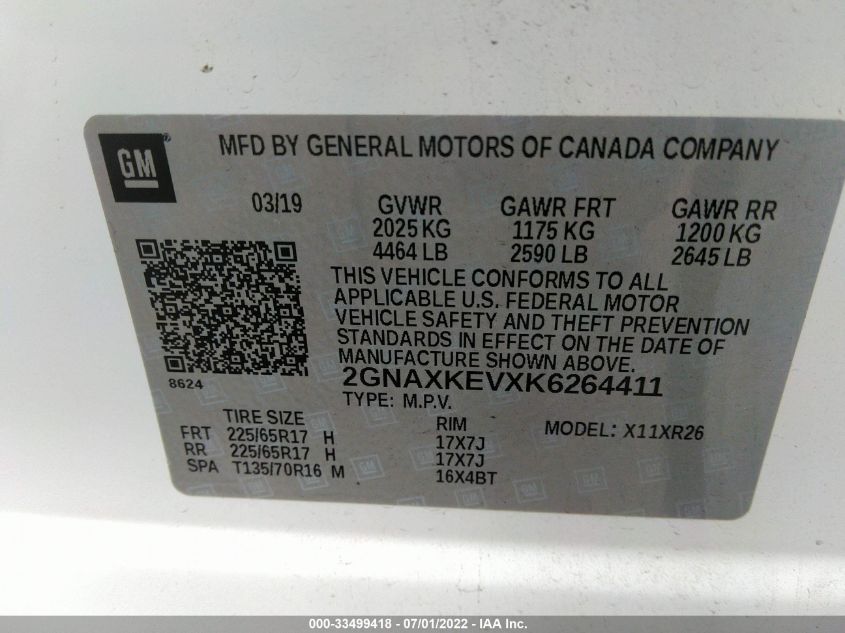 GM
MFD BY GENERAL MOTORS OF CANADA COMPANY
03/19 GVWR GAWR FRT GAWR RR
2025 KG 1175 KG 1200 KG
4464 LB 2590 LB 2645 LB
THIS VEHICLE CONFORMS TO ALL
APPLICABLE U.S. FEDERAL MOTOR
VEHICLE SAFETY AND THEFT PREVENTION
STANDARDS IN EFFECT ON THE DATE OF
MANUFACTURE SHOWN ABOVE.
8624
2GNAXKEVXK6264411
TYPE: M.P.V.
TIRE SIZE RIM MODEL: X11XR26
FRT 225/65R17 H 17X7J
RR 225/65R17 H 17X7J
SPA T135/70R16 M 16X4BT
000-33499418 - 07/01/2022 - IAA Inc.